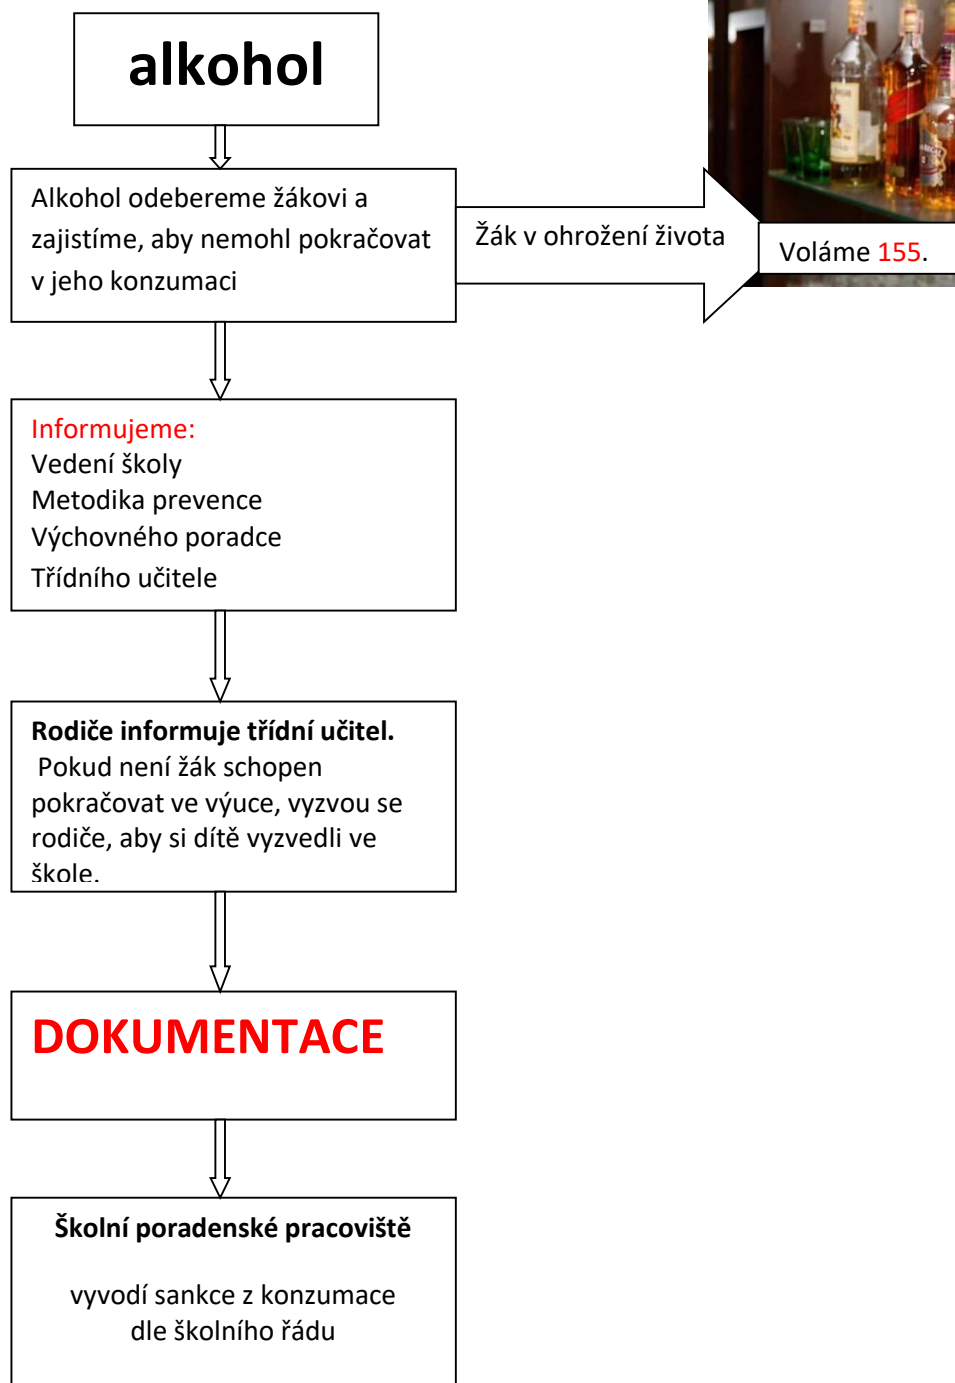 alkohol
Alkohol odebereme žákovi a
zajistíme, aby nemohl pokračovat
v jeho konzumaci
Žák v ohrožení života
Voláme 155.
Informujeme:
Vedení školy
Metodika prevence
Výchovného poradce
Třídního učitele
Rodiče informuje třídní učitel.
Pokud není žák schopen
pokračovat ve výuce, vyzvou se
rodiče, aby si dítě vyzvedli ve
škole.
DOKUMENTACE
Školní poradenské pracoviště
vyvodí sankce z konzumace
dle školního řádu